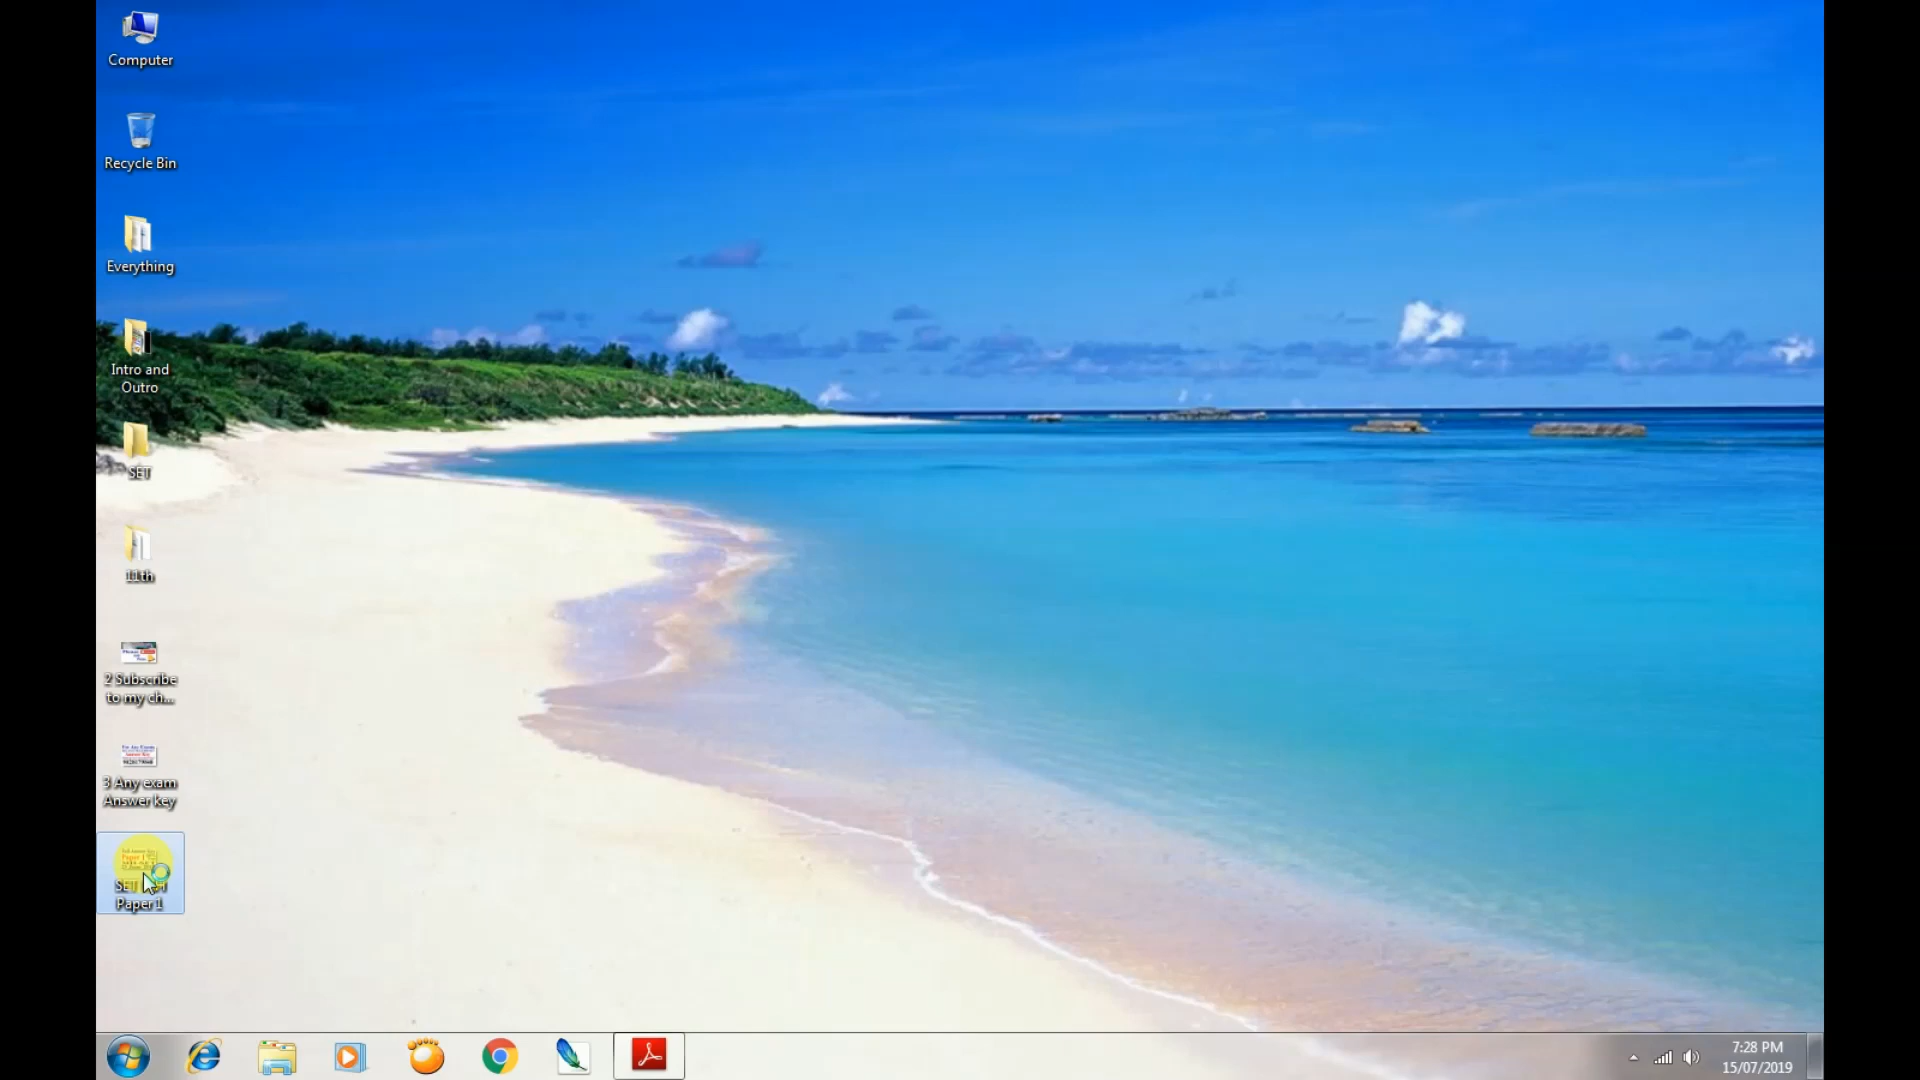 Computer
Recycle Bin
Everything
Intro and
Outro
SET
11th
2 Subscribe
to my ch...
3 Any exam
Answer key
SET
Paper 1
7:28 PM
15/07/2019